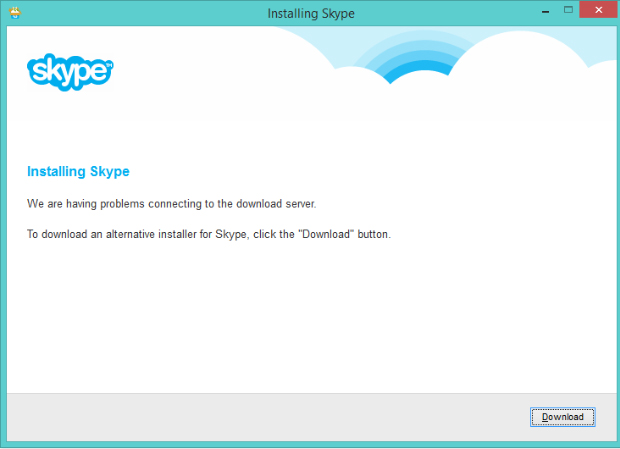 Installing Skype
skype™
Installing Skype
We are having problems connecting to the download server.
To download an alternative installer for Skype, click the "Download" button.
Download